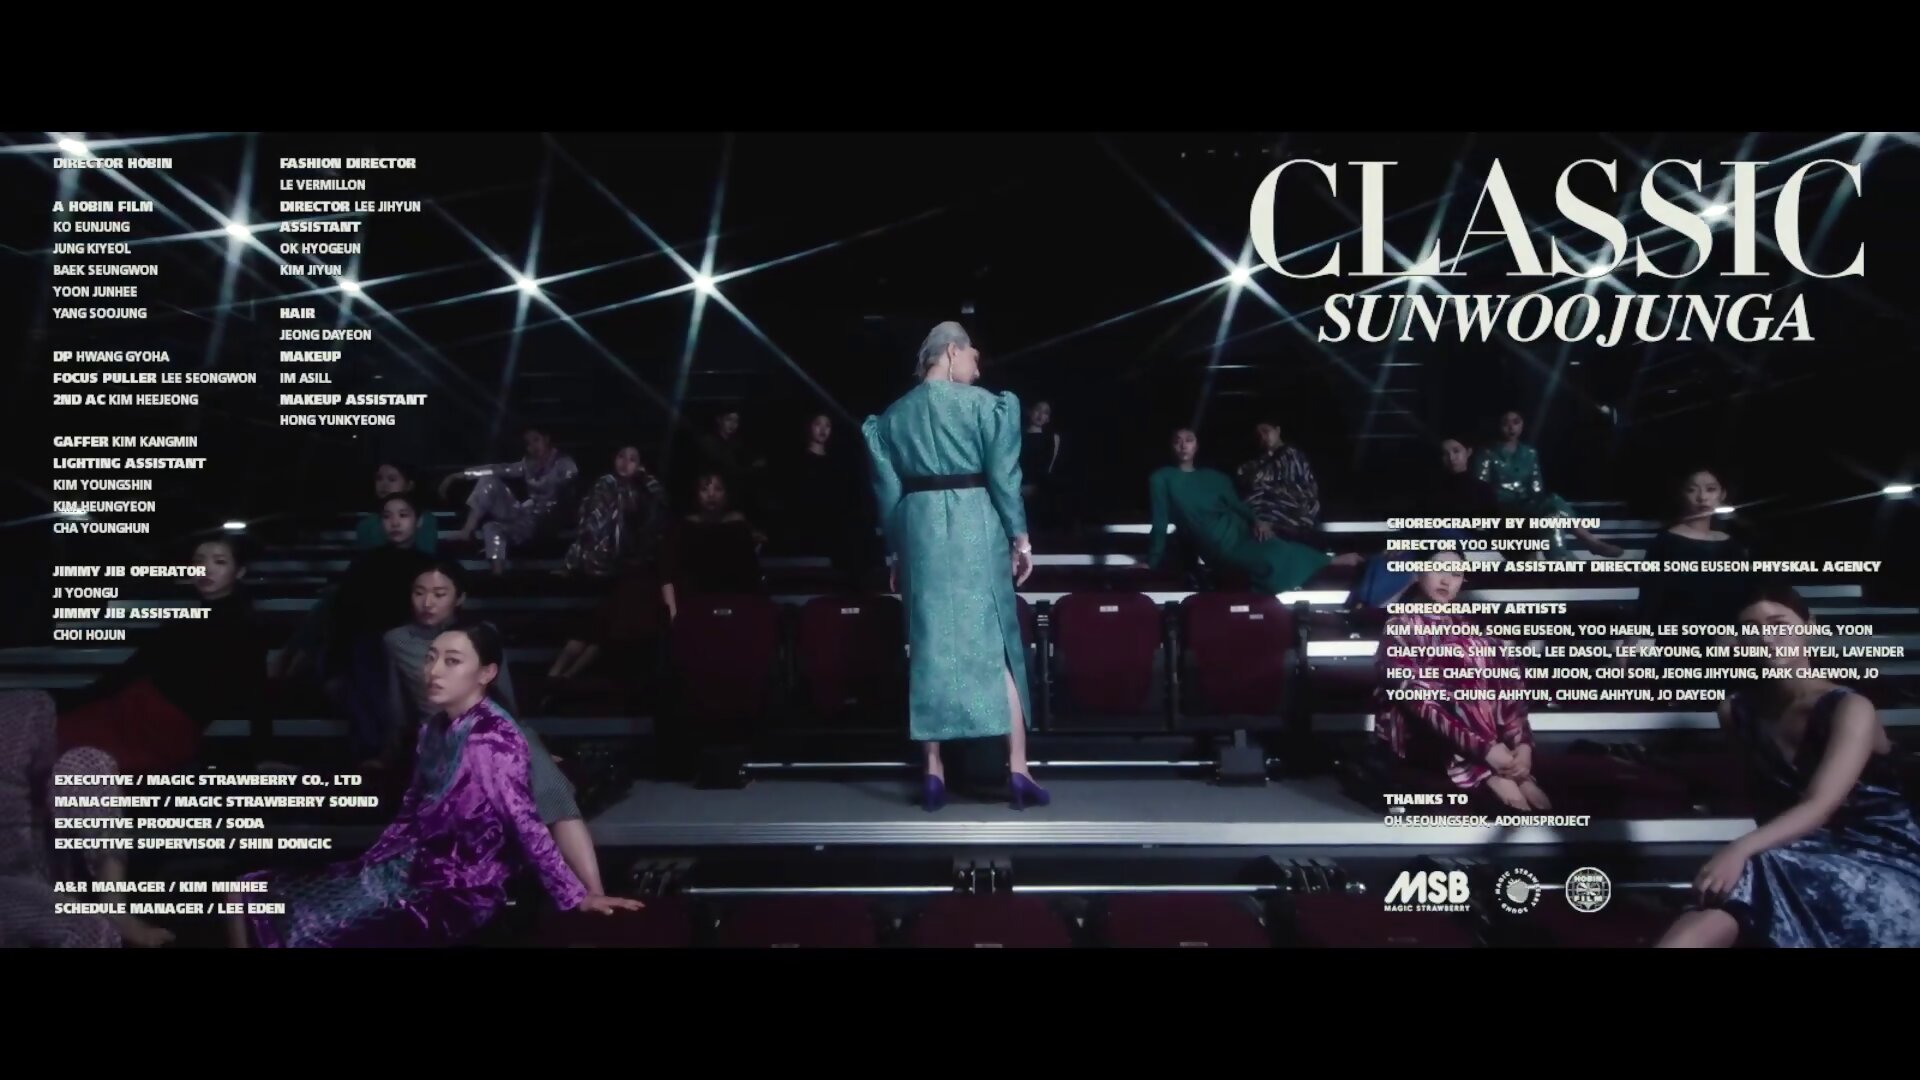 DIRECTOR HOBIN
A HOBIN FILM
KO EUNJUNG
JUNG KIYEOL
BAEK SEUNGWON
YOON JUNHEE
YANG SOOJUNG
DP HWANG GYOHA
FOCUS PULLER LEE SEONGWON
2ND AC KIM HEEJEONG
GAFFER KIM KANGMIN
LIGHTING ASSISTANT
KIM YOUNGSHIN
KIM HEUNGYEON
CHA YOUNGHUN
JIMMY JIB OPERATOR
JI YOONGU
JIMMY JIB ASSISTANT
CHOI HOJUN
FASHION DIRECTOR
LE VERMILLON
DIRECTOR LEE JIHYUN
ASSISTANT
OK HYOGEUN
KIM JIYUN
HAIR
JEONG DAYEON
MAKEUP
IM ASILL
MAKEUP ASSISTANT
HONG YUNKYEONG
EXECUTIVE / MAGIC STRAWBERRY CO., LTD
MANAGEMENT / MAGIC STRAWBERRY SOUND
EXECUTIVE PRODUCER / SODA
EXECUTIVE SUPERVISOR / SHIN DONGIC
A&R MANAGER / KIM MINHEE
SCHEDULE MANAGER / LEE EDEN
CLASSIC
SUNWOOJUNGA
CHOREOGRAPHY BY HOWHYOU
DIRECTOR YOO SUKYUNG
CHOREOGRAPHY ASSISTANT DIRECTOR SONG EUSEON PHYSKAL AGENCY
CHOREOGRAPHY ARTISTS
KIM NAMYOON, SONG EUSEON, YOO HAEUN, LEE SOYOON, NA HYEYOUNG, YOON
CHAEYOUNG, SHIN YESOL, LEE DASOL, LEE KAYOUNG, KIM SUBIN, KIM HYEJI, LAVENDER
HEO, LEE CHAEYOUNG, KIM JIOON, CHOI SORI, JEONG JIHYUNG, PARK CHAEWON, JO
YOONHYE, CHUNG AHHYUN, CHUNG AHHYUN, JO DAYEON
THANKS TO
OH SEOUNGSEOK, ADONISPROJECT
MSB
MAGIC STRAWBERRY
MAGIC STRAWBERRY SOUND
HOBIN
FILM